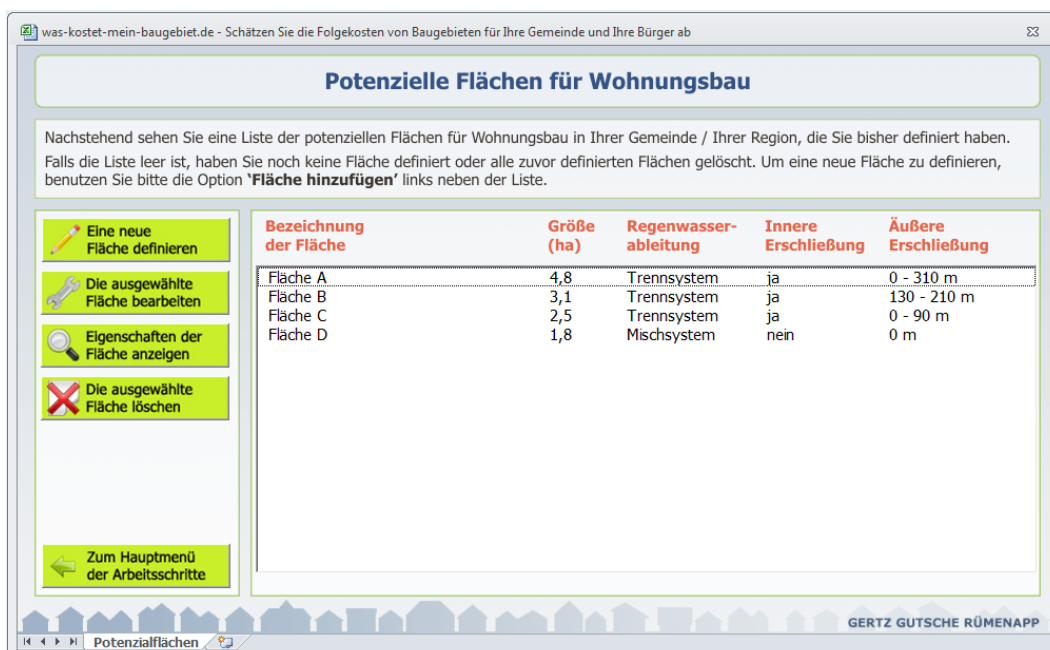 was-kostet-mein-baugebiet.de - Schätzen Sie die Folgekosten von Baugebieten für Ihre Gemeinde und Ihre Bürger ab
Potenzielle Flächen für Wohnungsbau
Nachstehend sehen Sie eine Liste der potenziellen Flächen für Wohnungsbau in Ihrer Gemeinde / Ihrer Region, die Sie bisher definiert haben.
Falls die Liste leer ist, haben Sie noch keine Fläche definiert oder alle zuvor definierten Flächen gelöscht. Um eine neue Fläche zu definieren,
benutzen Sie bitte die Option 'Fläche hinzufügen' links neben der Liste.
Eine neue
Fläche definieren
Die ausgewählte
Fläche bearbeiten
Eigenschaften der
Fläche anzeigen
Die ausgewählte
Fläche löschen
Zum Hauptmenü
der Arbeitsschritte
Bezeichnung Größe Regenwasser- Innere Äußere
der Fläche (ha) ableitung Erschließung Erschließung
Fläche A 4,8 Trennsystem ja 0 - 310 m
Fläche B 3,1 Trennsystem ja 130 - 210 m
Fläche C 2,5 Trennsystem ja 0 - 90 m
Fläche D 1,8 Mischsystem nein 0 m
GERTZ GUTSCHE RÜMENAPP
Potenzialflächen